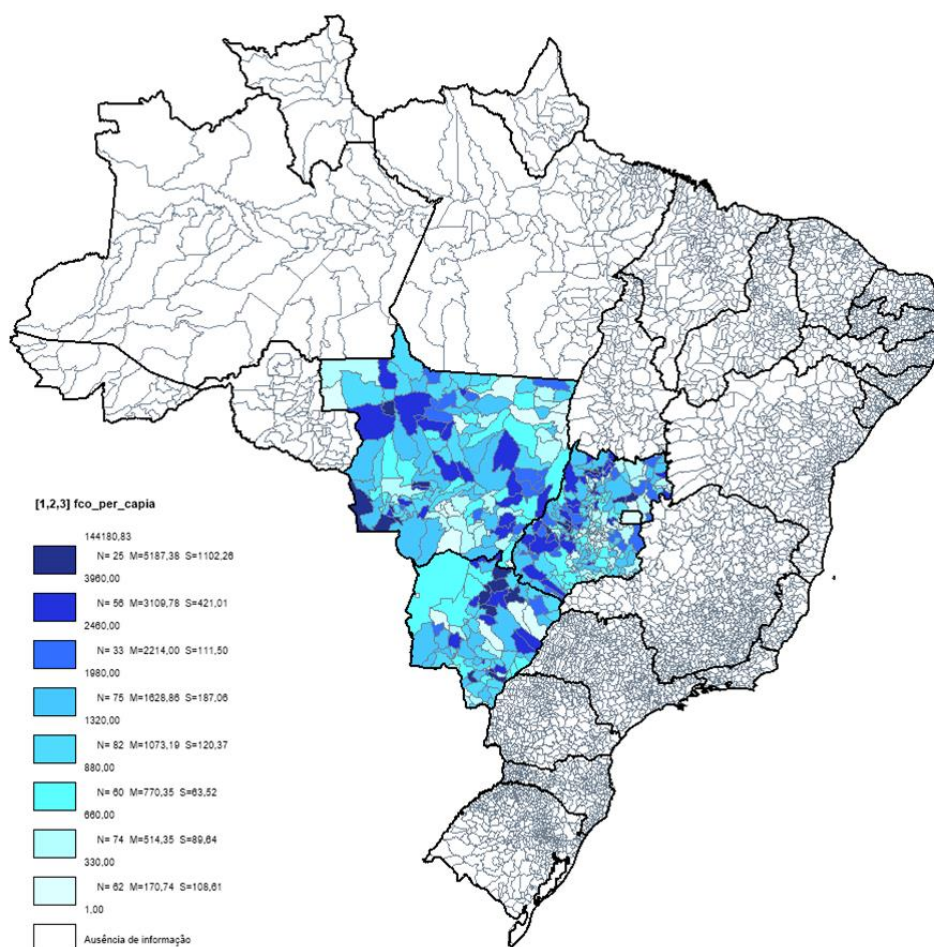 [1,2,3] fco_per_capia
144180,83
N= 25 M=5187,38 S=1102,26
3960,00
N= 56 M=3109,78 S=421,01
2460,00
N= 33 M=2214,00 S=111,50
1980,00
N= 75 M=1628,86 S=187,06
1320,00
N= 82 M=1073,19 S=120,37
880,00
N= 60 M=770,35 S=63,52
660,00
N= 74 M=514,35 S=89,64
330,00
N= 62 M=170,74 S=108,61
1,00
Ausência de informação